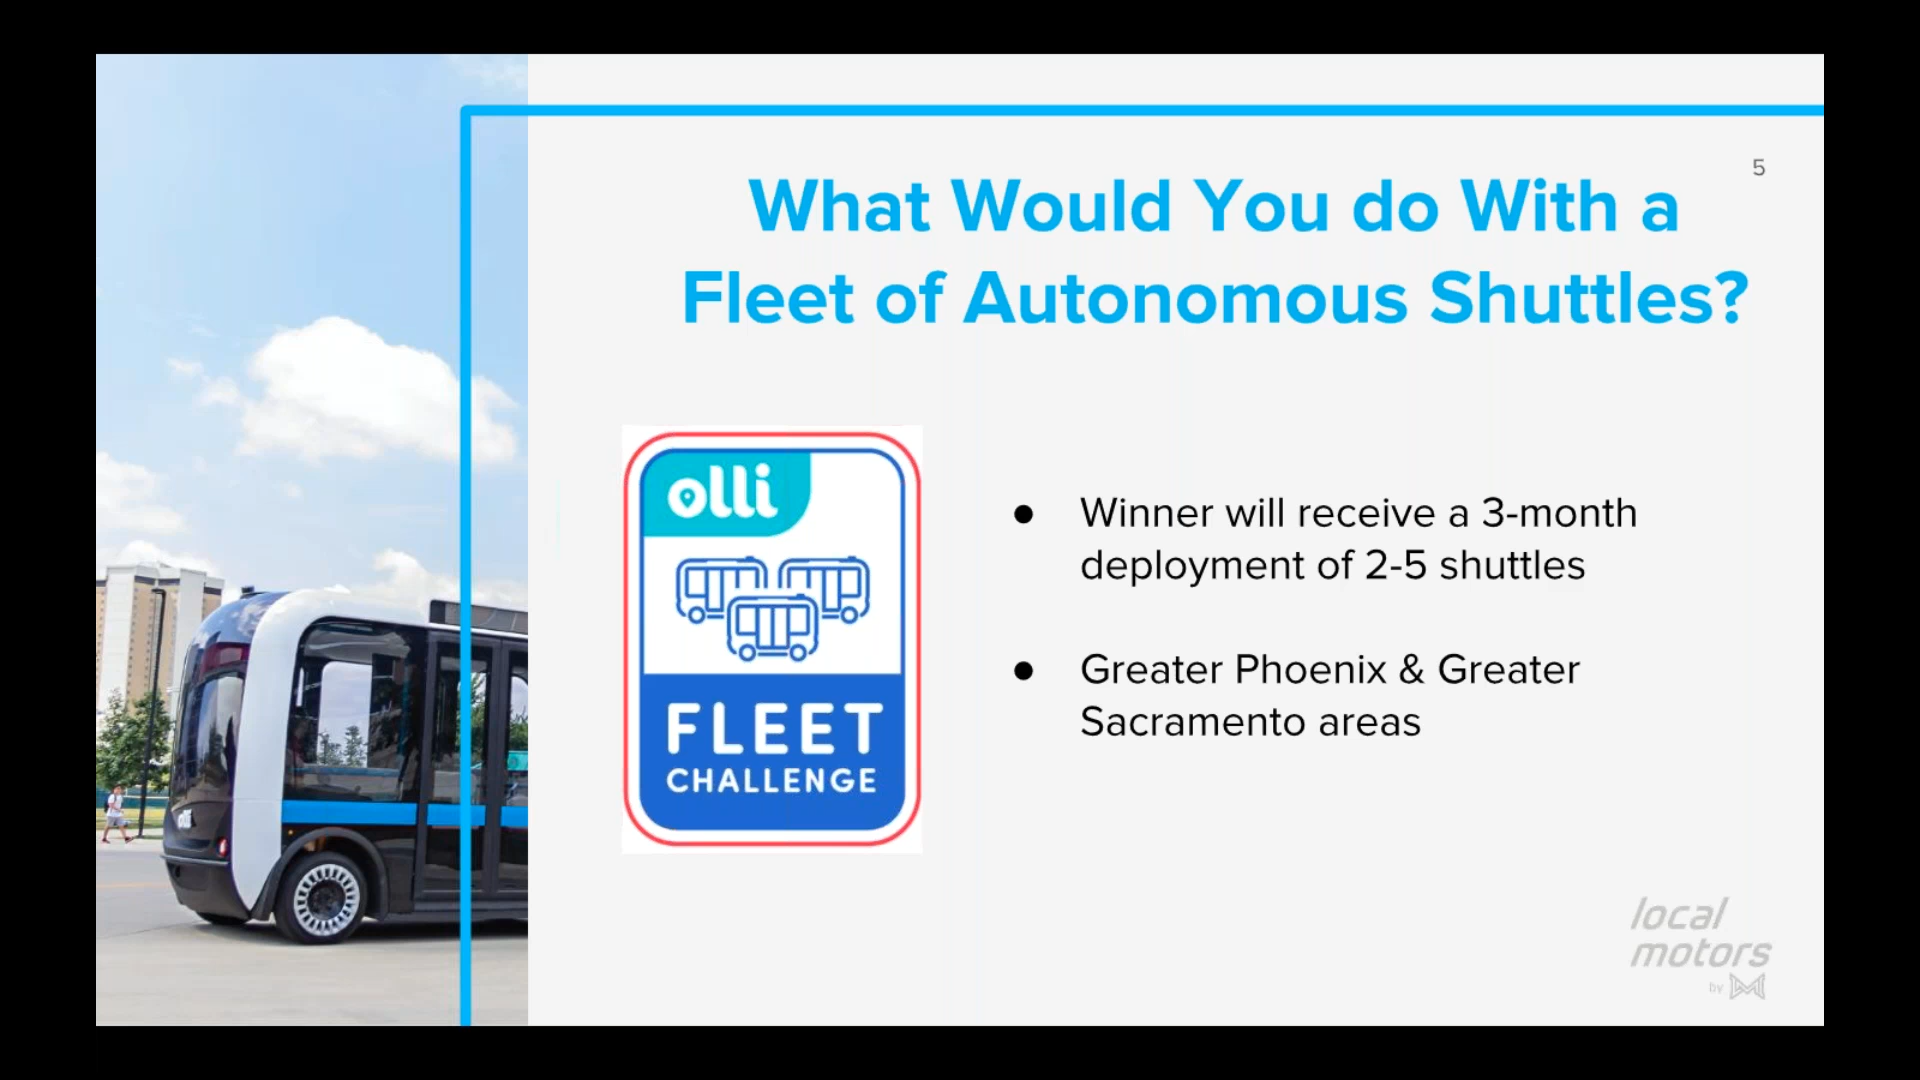 5
What Would You do With a
Fleet of Autonomous Shuttles?
olli
FLEET
CHALLENGE
● Winner will receive a 3-month
deployment of 2-5 shuttles
● Greater Phoenix & Greater
Sacramento areas
olli
local
motors
by